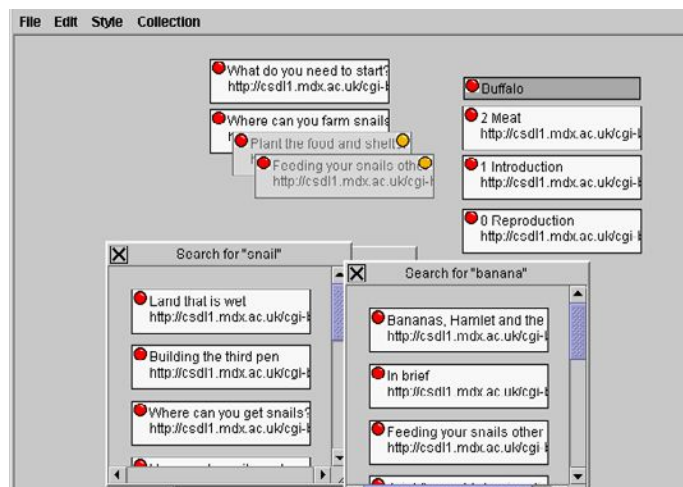 File Edit Style Collection
What do you need to start?
http://csdl1.mdx.ac.uk/cgi-b
Where can you farm snails
Plant the food and shelt
Feeding your snails othe
http://csdl1.mdx.ac.uk/cgi-b
Buffalo
2 Meat
http://csdl1.mdx.ac.uk/cgi-b
1 Introduction
http://csdl1.mdx.ac.uk/cgi-b
0 Reproduction
http://csdl1.mdx.ac.uk/cgi-b
Search for "snail"
Land that is wet
http://csdl1.mdx.ac.uk/cgi-b
Building the third pen
http://csdl1.mdx.ac.uk/cgi-b
Where can you get snails?
http://csdl1.mdx.ac.uk/cgi-b
Search for "banana"
Bananas, Hamlet and the
http://csdl1.mdx.ac.uk/cgi-b
In brief
http://csdl1.mdx.ac.uk/cgi-b
Feeding your snails other
http://csdl1.mdx.ac.uk/cgi-b